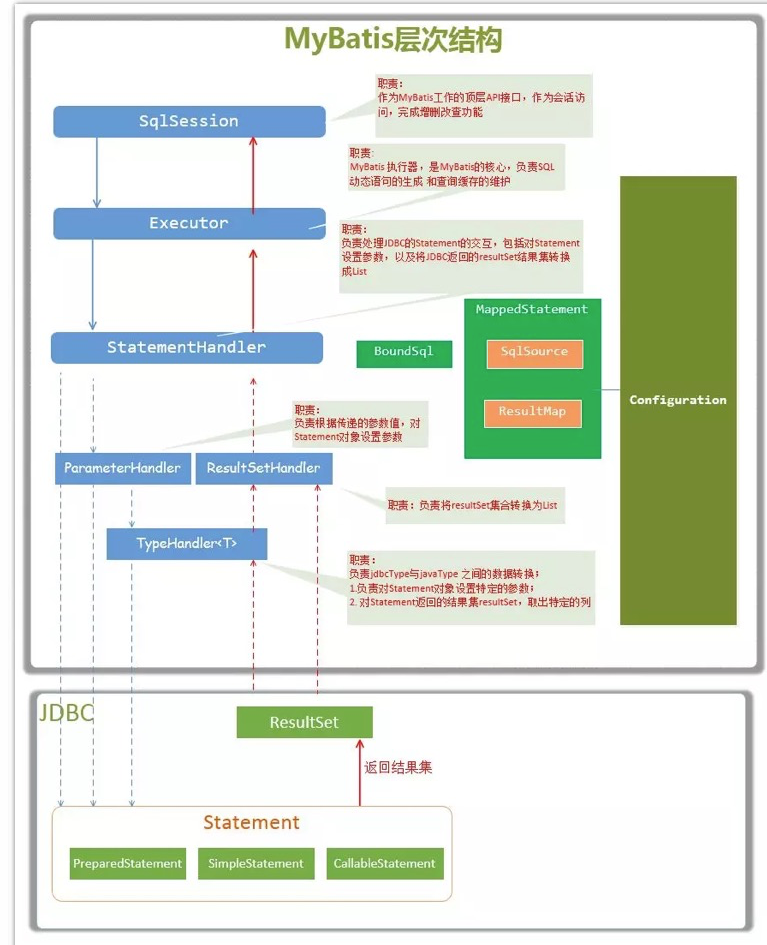 MyBatis层次结构
职责：
作为MyBatis工作的顶层API接口，作为会话访
问，完成增删改查功能
SqlSession
职责：
MyBatis 执行器，是MyBatis的核心，负责SQL
动态语句的生成 和查询缓存的维护
Executor
职责：
负责处理JDBC的Statement的交互，包括对Statement
设置参数，以及将JDBC返回的resultSet结果集转换
成List
MappedStatement
StatementHandler
BoundSql
SqlSource
Configuration
ResultMap
职责：
负责根据传递的参数值，对
Statement对象设置参数
ParameterHandler
ResultSetHandler
职责：负责将resultSet集合转换为List
TypeHandler<T>
职责：
负责jdbcType与javaType 之间的数据转换；
1.负责对Statement对象设置特定的参数；
2. 对Statement返回的结果集resultSet，取出特定的列
JDBC
ResultSet
返回结果集
Statement
PreparedStatement
SimpleStatement
CallableStatement